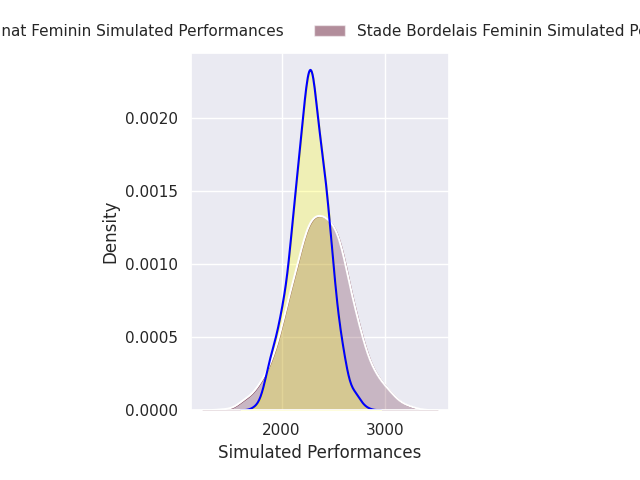 nat Feminin Simulated Performances Stade Bordelais Feminin Simulated
0.0020
0.0015
0.0010
0.0005
0.0000
Density
2000 3000
Simulated Performances